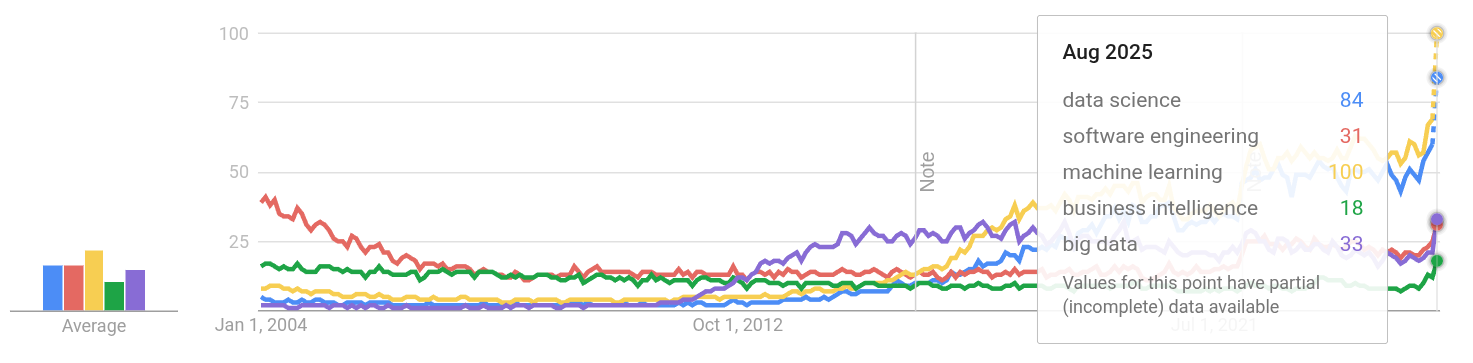 100
75
50
25
Note
Average
Jan 1, 2004
Oct 1, 2012
Jul 1, 2021
Aug 2025
data science 84
software engineering 31
machine learning 100
business intelligence 18
big data 33
Values for this point have partial
(incomplete) data available